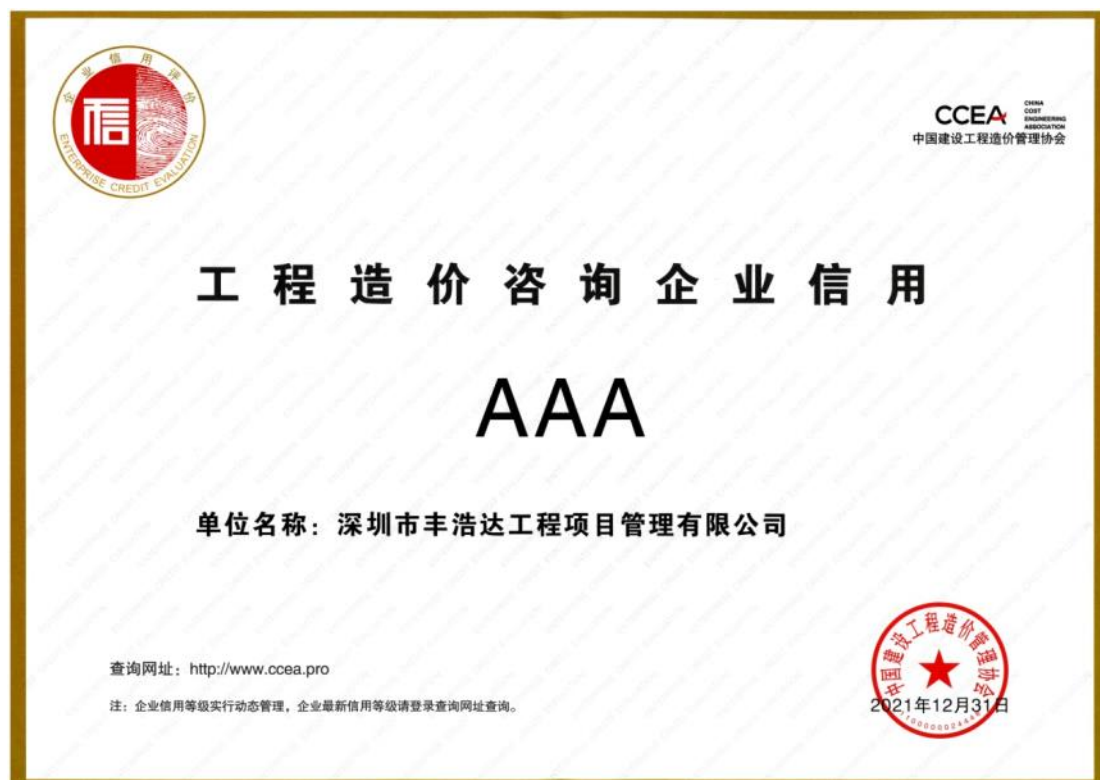 企业信用评价
信
ENTERPRISE CREDIT EVALUATION
CCEA
CHINA
COST
ENGINEERING
ASSOCIATION
中国建设工程造价管理协会
工程造价咨询企业信用
AAA
单位名称：深圳市丰浩达工程项目管理有限公司
查询网址：http://www.ccea.pro
注：企业信用等级实行动态管理，企业最新信用等级请登录查询网址查询。
中国建设工程造价管理协会
2021年12月31日